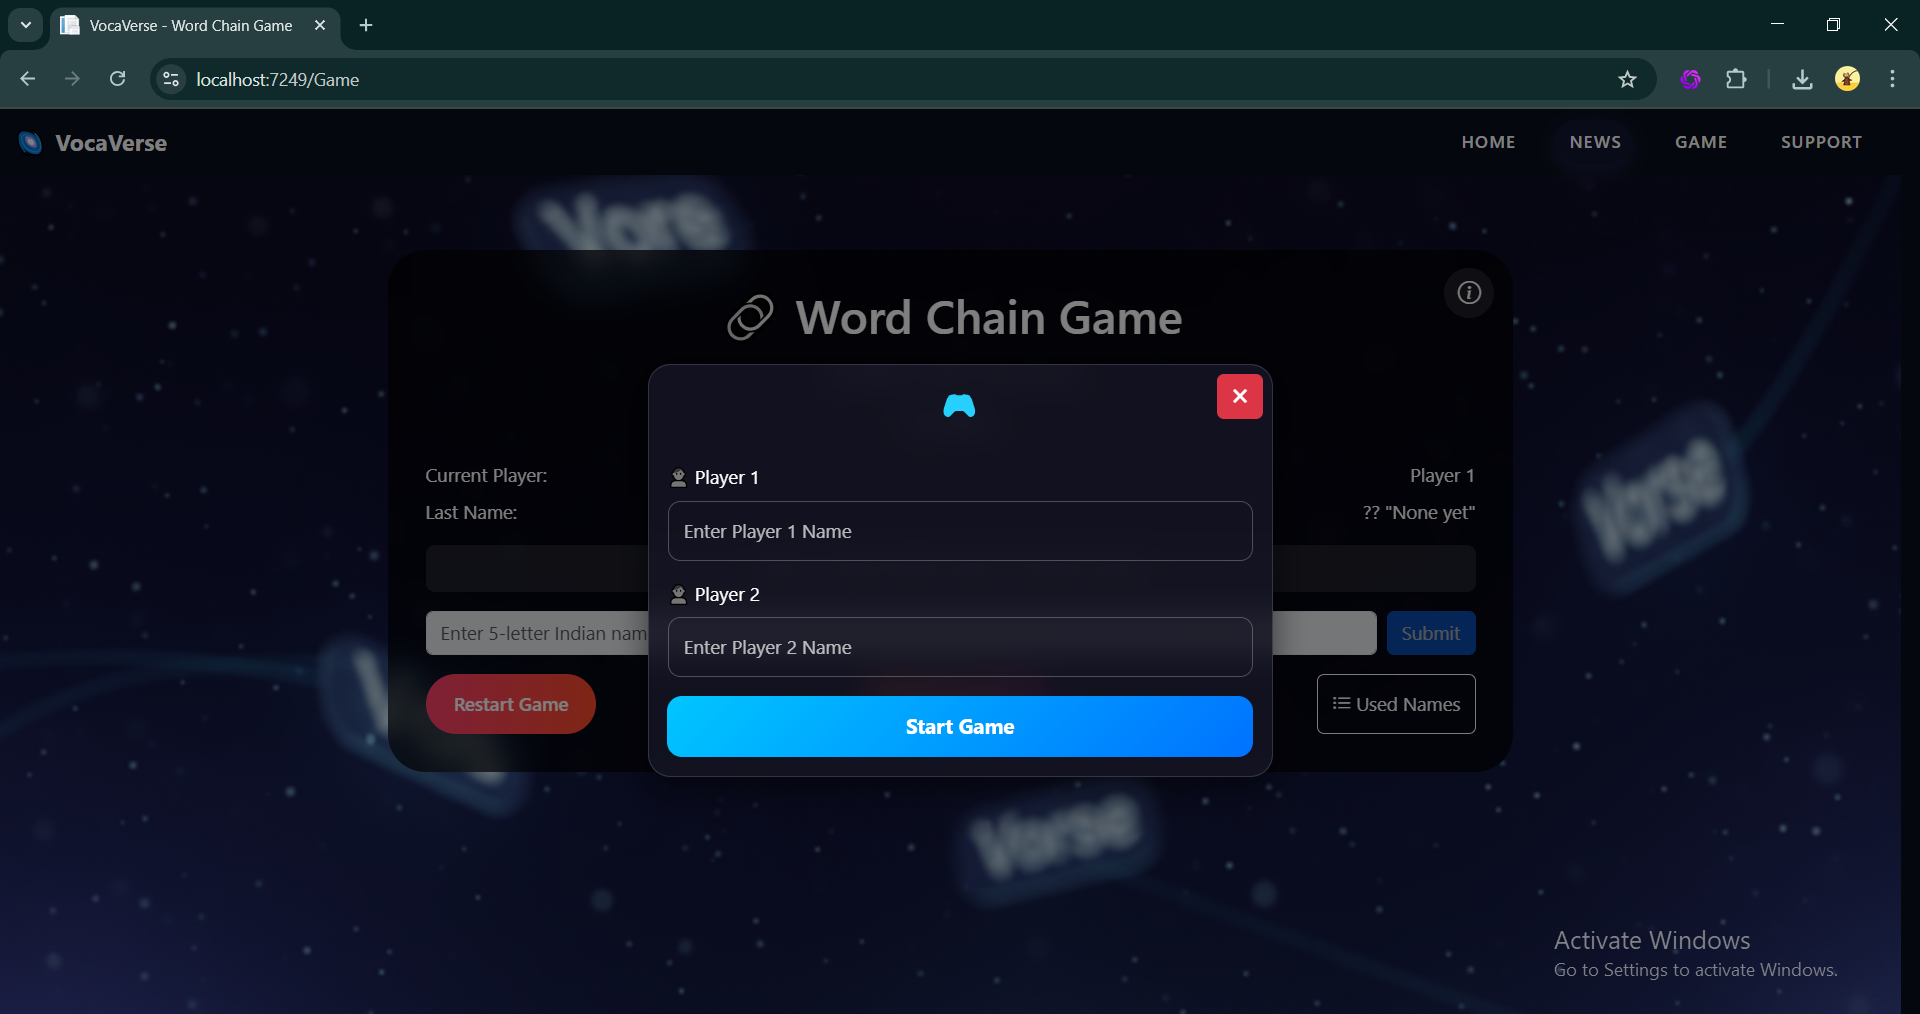 VocaVerse - Word Chain Game
localhost:7249/Game
VocaVerse
HOME
NEWS
GAME
SUPPORT
Word Chain Game
Player 1
Current Player:
Player 1
Last Name:
?? "None yet"
Enter Player 1 Name
Player 2
Enter 5-letter Indian nam
Submit
Enter Player 2 Name
Restart Game
Used Names
Start Game
Verse
Verse
Activate Windows
Go to Settings to activate Windows.